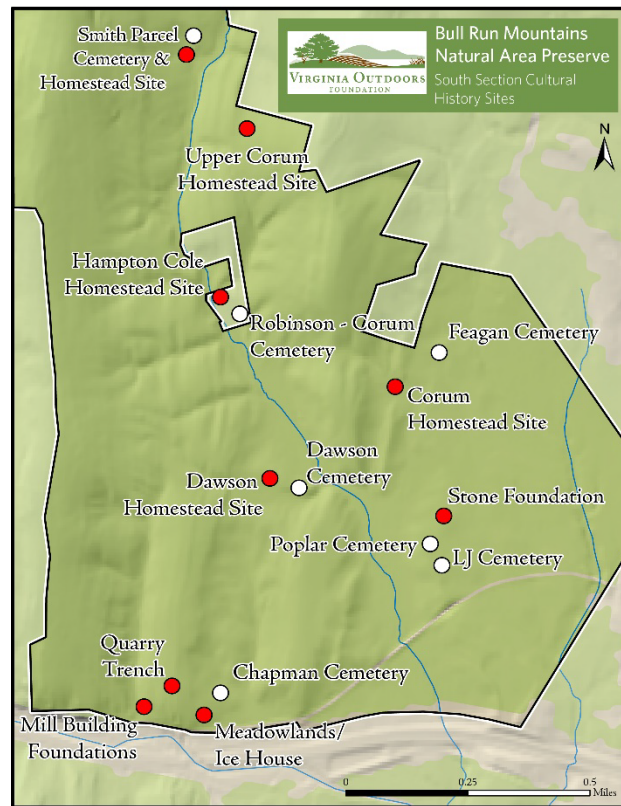 Smith Parcel
Cemetery &
Homestead Site
VIRGINIA OUTDOORS
FOUNDATION
Bull Run Mountains
Natural Area Preserve
South Section Cultural
History Sites
N
Upper Corum
Homestead Site
Hampton Cole
Homestead Site
Robinson - Corum
Cemetery
Feagan Cemetery
Corum
Homestead Site
Dawson
Cemetery
Dawson
Homestead Site
Stone Foundation
Poplar Cemetery
LJ Cemetery
Quarry
Trench
Chapman Cemetery
Mill Building
Foundations
Meadowlands/
Ice House
0 0.25 0.5
Miles